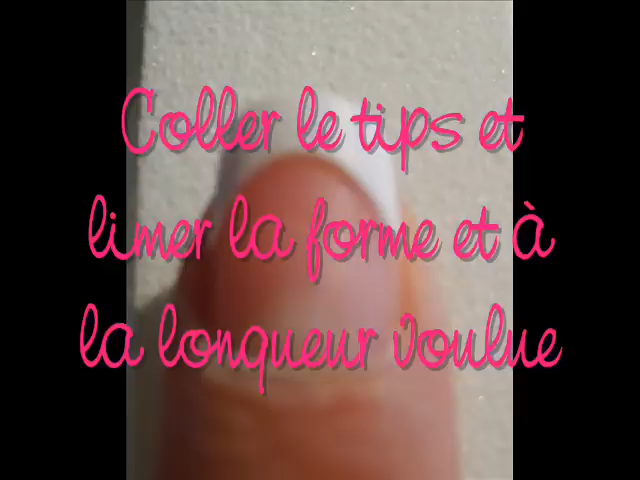 Coller le tips et
limer la forme et à
la longueur voulue